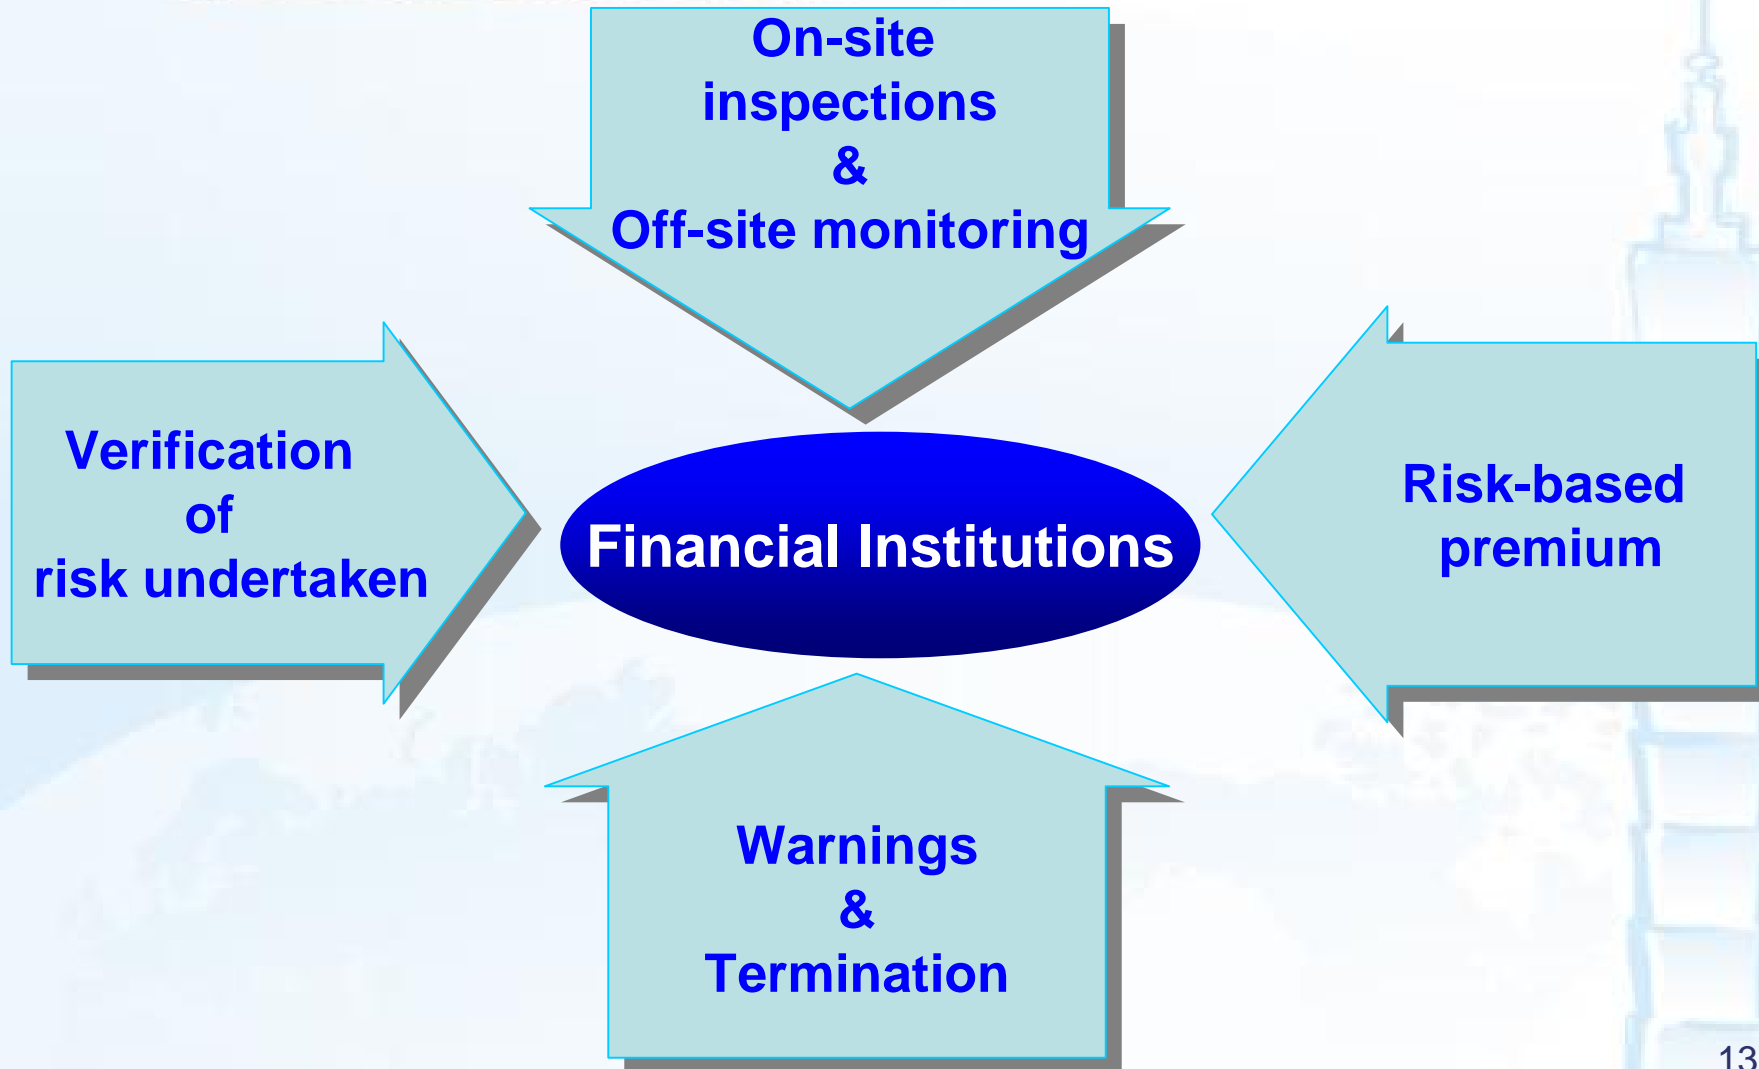 On-site
inspections
&
Off-site monitoring
Verification
of
risk undertaken
Financial Institutions
Risk-based
premium
Warnings
&
Termination
13